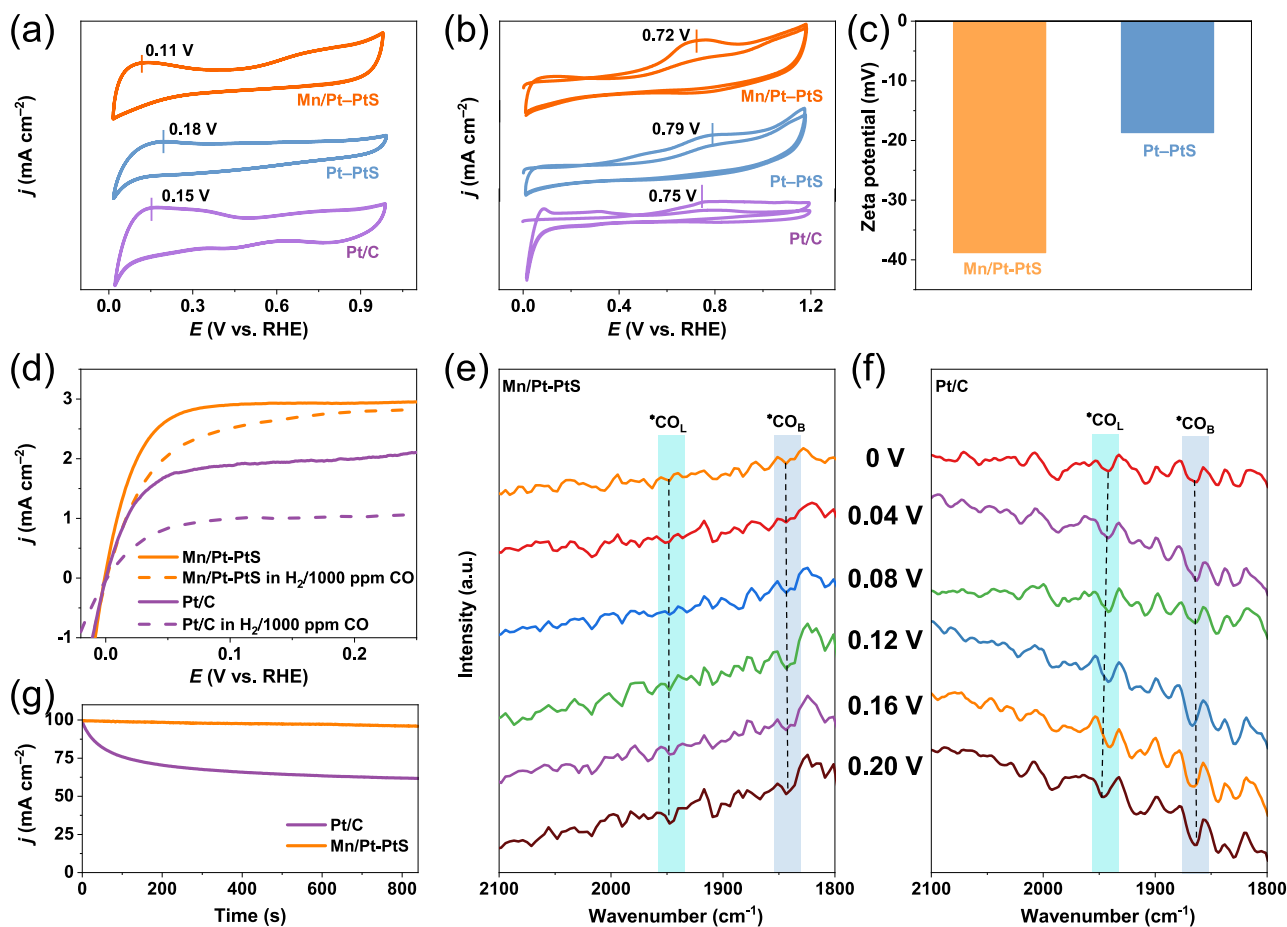 (a)
0.11 V
Mn/Pt–PtS
0.18 V
Pt–PtS
0.15 V
Pt/C
j (mA cm⁻²)
0.0 0.3 0.6 0.9
E (V vs. RHE)
(b)
0.72 V
Mn/Pt–PtS
0.79 V
Pt–PtS
0.75 V
Pt/C
j (mA cm⁻²)
0.0 0.4 0.8 1.2
E (V vs. RHE)
(c)
0
-10
-20
-30
-40
Zeta potential (mV)
Mn/Pt-PtS
Pt–PtS
(d)
3
2
1
0
-1
j (mA cm⁻²)
Mn/Pt-PtS
Mn/Pt-PtS in H₂/1000 ppm CO
Pt/C
Pt/C in H₂/1000 ppm CO
0.0 0.1 0.2
E (V vs. RHE)
(e)
Mn/Pt-PtS
*CO_L
*CO_B
Intensity (a.u.)
2100 2000 1900 1800
Wavenumber (cm⁻¹)
0 V
0.04 V
0.08 V
0.12 V
0.16 V
0.20 V
(f)
Pt/C
*CO_L
*CO_B
2100 2000 1900 1800
Wavenumber (cm⁻¹)
(g)
100
75
50
25
0
j (mA cm⁻²)
Pt/C
Mn/Pt-PtS
0 200 400 600 800
Time (s)